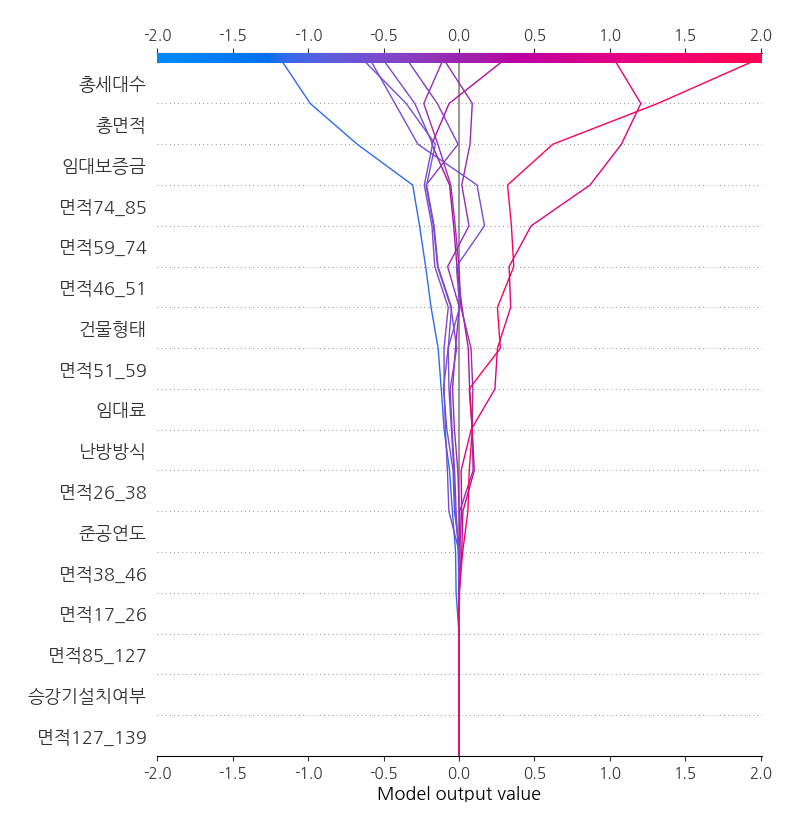 -2.0 -1.5 -1.0 -0.5 0.0 0.5 1.0 1.5 2.0
총세대수
총면적
임대보증금
면적74_85
면적59_74
면적46_51
건물형태
면적51_59
임대료
난방방식
면적26_38
준공연도
면적38_46
면적17_26
면적85_127
승강기설치여부
면적127_139
-2.0 -1.5 -1.0 -0.5 0.0 0.5 1.0 1.5 2.0
Model output value